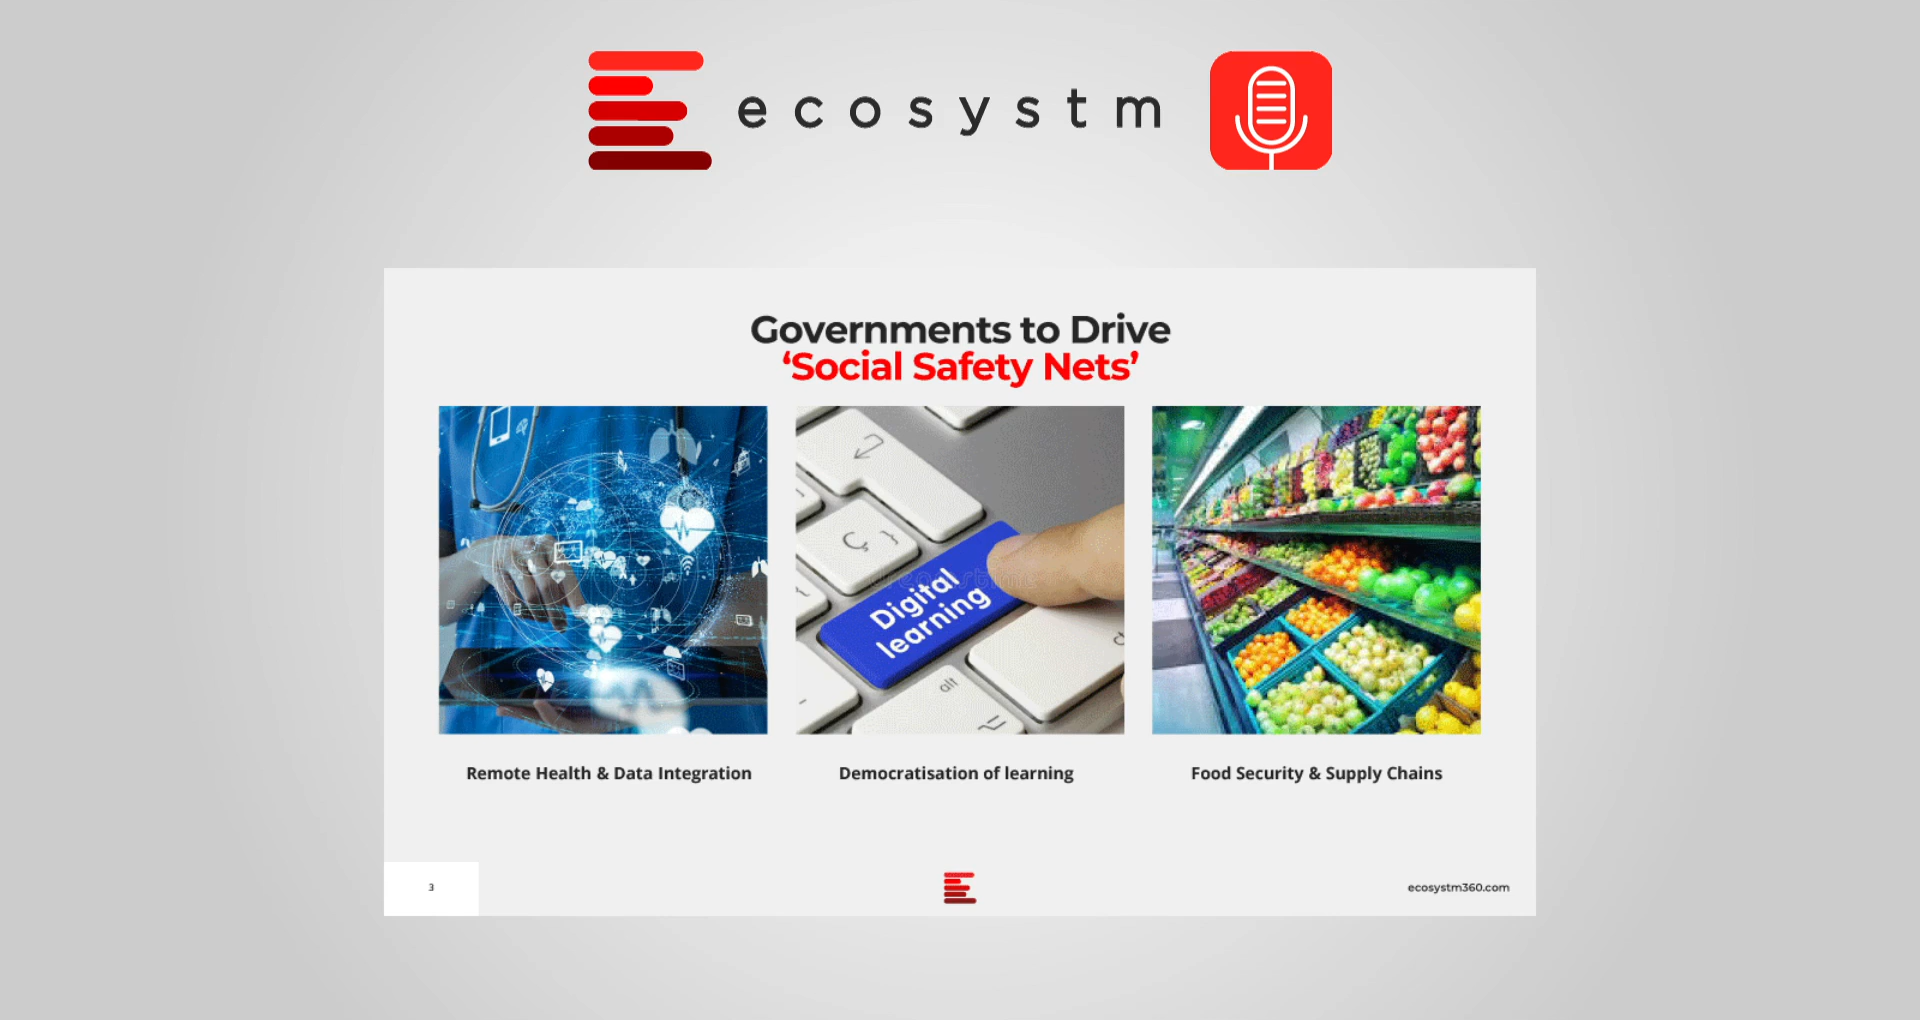 ecosystm
Governments to Drive
‘Social Safety Nets’
Digital
learning
alt
Remote Health & Data Integration
Democratisation of learning
Food Security & Supply Chains
3
ecosystm360.com